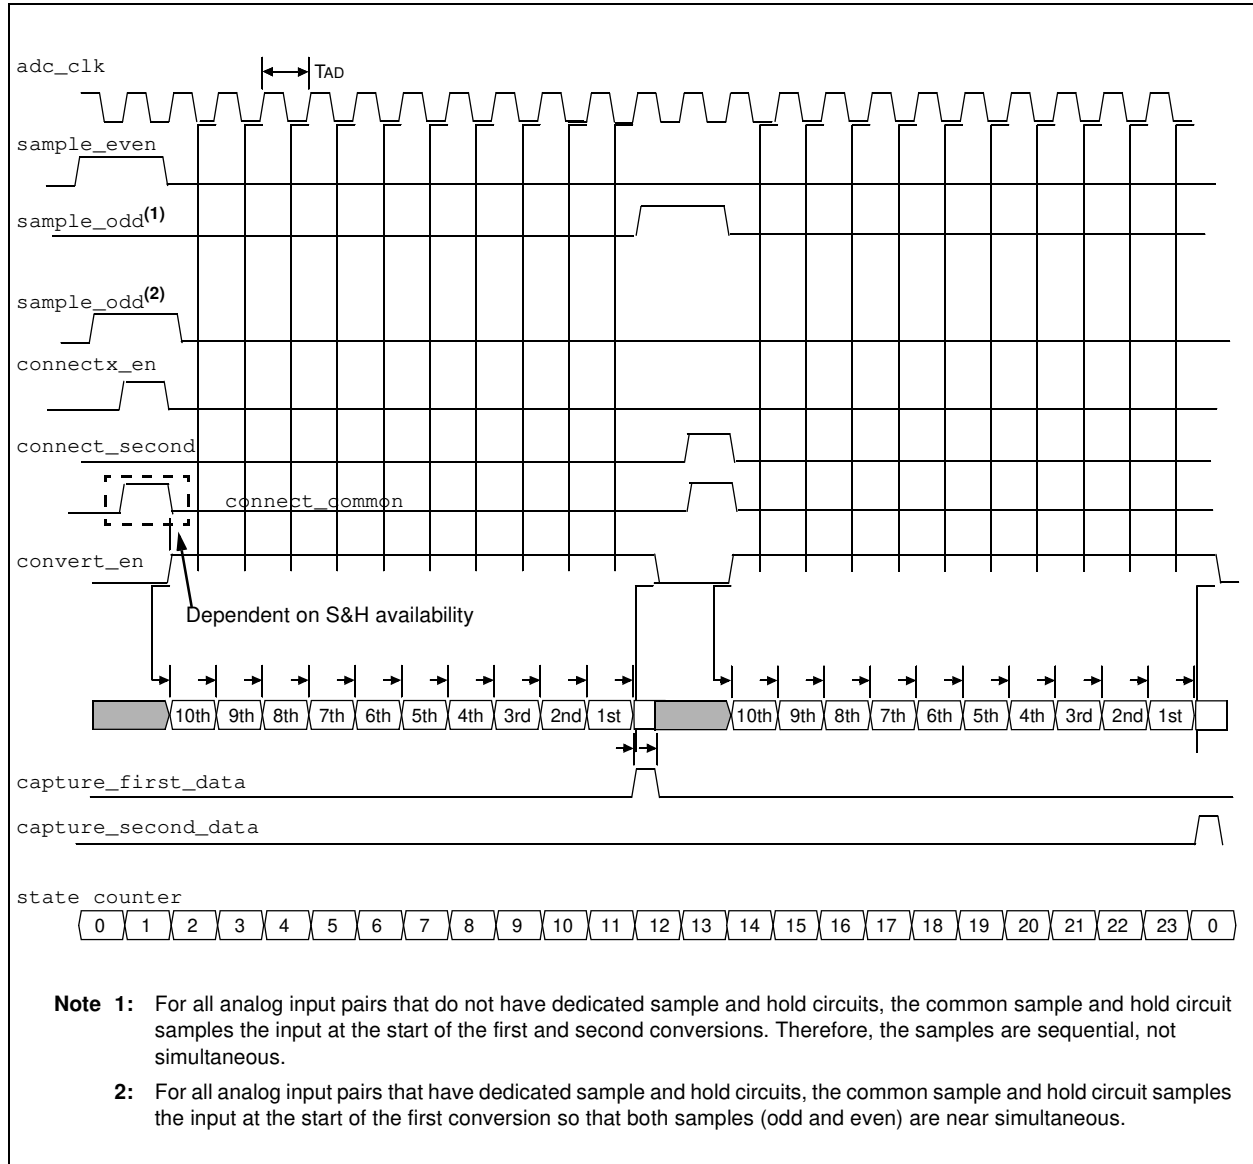 adc_clk
TAD
sample_even
sample_odd(1)
sample_odd(2)
connectx_en
connect_second
connect_common
convert_en
Dependent on S&H availability
10th 9th 8th 7th 6th 5th 4th 3rd 2nd 1st 10th 9th 8th 7th 6th 5th 4th 3rd 2nd 1st
capture_first_data
capture_second_data
state counter
0 1 2 3 4 5 6 7 8 9 10 11 12 13 14 15 16 17 18 19 20 21 22 23 0
Note 1: For all analog input pairs that do not have dedicated sample and hold circuits, the common sample and hold circuit
samples the input at the start of the first and second conversions. Therefore, the samples are sequential, not
simultaneous.
2: For all analog input pairs that have dedicated sample and hold circuits, the common sample and hold circuit samples
the input at the start of the first conversion so that both samples (odd and even) are near simultaneous.